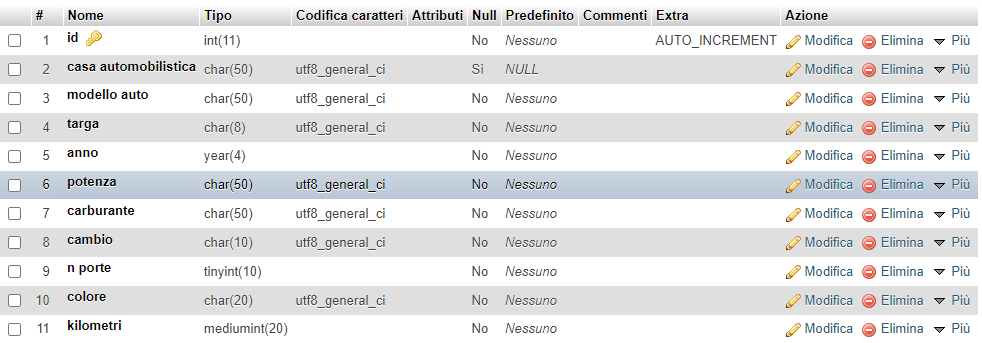 # Nome Tipo Codifica caratteri Attributi Null Predefinito Commenti Extra Azione
1 id int(11) No Nessuno AUTO_INCREMENT Modifica Elimina Più
2 casa automobilistica char(50) utf8_general_ci Sì NULL Modifica Elimina Più
3 modello auto char(50) utf8_general_ci No Nessuno Modifica Elimina Più
4 targa char(8) utf8_general_ci No Nessuno Modifica Elimina Più
5 anno year(4) No Nessuno Modifica Elimina Più
6 potenza char(50) utf8_general_ci No Nessuno Modifica Elimina Più
7 carburante char(50) utf8_general_ci No Nessuno Modifica Elimina Più
8 cambio char(10) utf8_general_ci No Nessuno Modifica Elimina Più
9 n porte tinyint(10) No Nessuno Modifica Elimina Più
10 colore char(20) utf8_general_ci No Nessuno Modifica Elimina Più
11 kilometri mediumint(20) No Nessuno Modifica Elimina Più